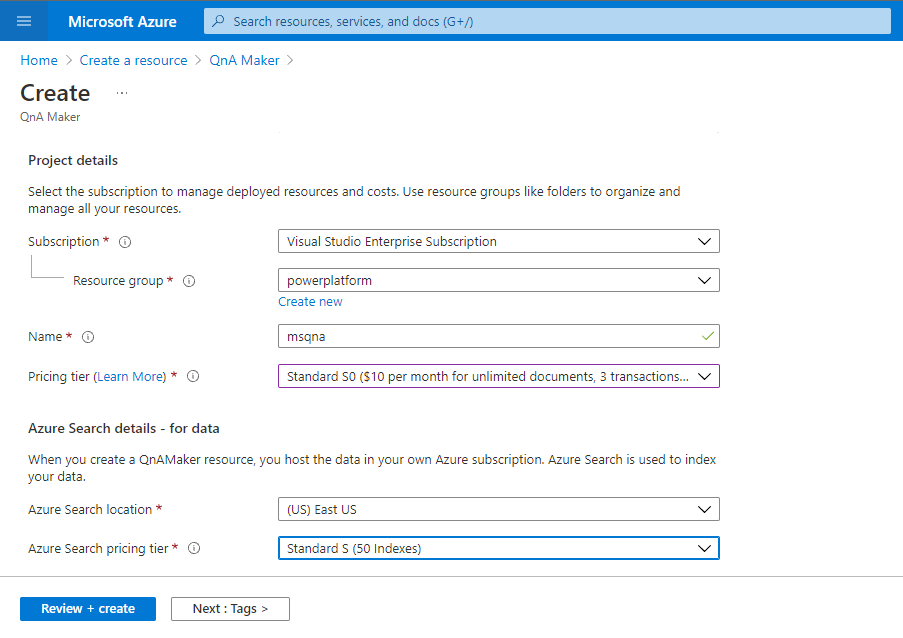 Microsoft Azure
Search resources, services, and docs (G+/)
Home > Create a resource > QnA Maker >
Create ...
QnA Maker
Project details
Select the subscription to manage deployed resources and costs. Use resource groups like folders to organize and
manage all your resources.
Subscription *
Visual Studio Enterprise Subscription
Resource group *
powerplatform
Create new
Name *
msqna
Pricing tier (Learn More) *
Standard S0 ($10 per month for unlimited documents, 3 transactions...
Azure Search details - for data
When you create a QnAMaker resource, you host the data in your own Azure subscription. Azure Search is used to index
your data.
Azure Search location *
(US) East US
Azure Search pricing tier *
Standard S (50 Indexes)
Review + create
Next : Tags >